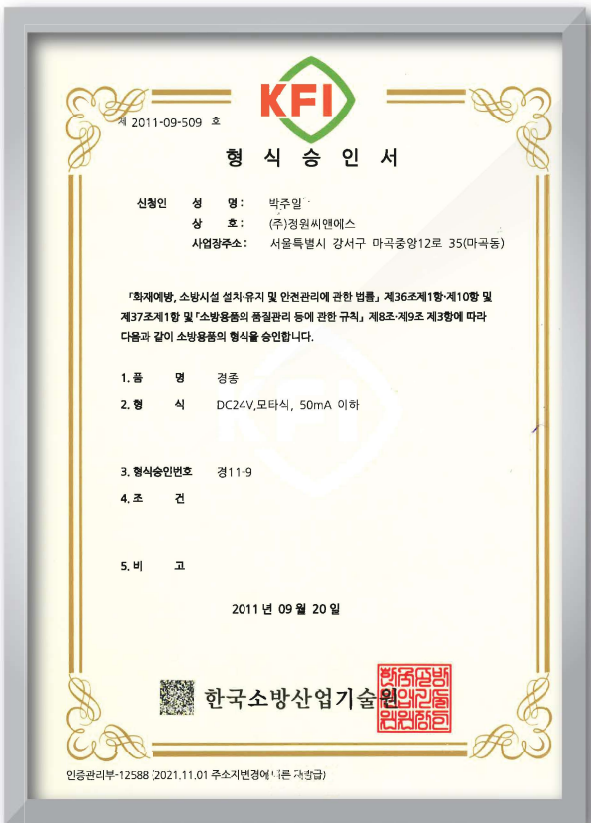 KFI
제 2011-09-509 호
형 식 승 인 서
신청인 성 명: 박주일
상 호: (주)정원씨앤에스
사업장주소: 서울특별시 강서구 마곡중앙12로 35(마곡동)
「화재예방, 소방시설 설치·유지 및 안전관리에 관한 법률」 제36조제1항·제10항 및
제37조제1항 및 「소방용품의 품질관리 등에 관한 규칙」 제8조·제9조 제3항에 따라
다음과 같이 소방용품의 형식을 승인합니다.
1. 품 명 경종
2. 형 식 DC24V,모타식, 50mA 이하
3. 형식승인번호 경11-9
4. 조 건
5. 비 고
2011 년 09 월 20 일
한국소방산업기술원
인증관리부-12588 (2021.11.01 주소지변경에 따른 재발급)